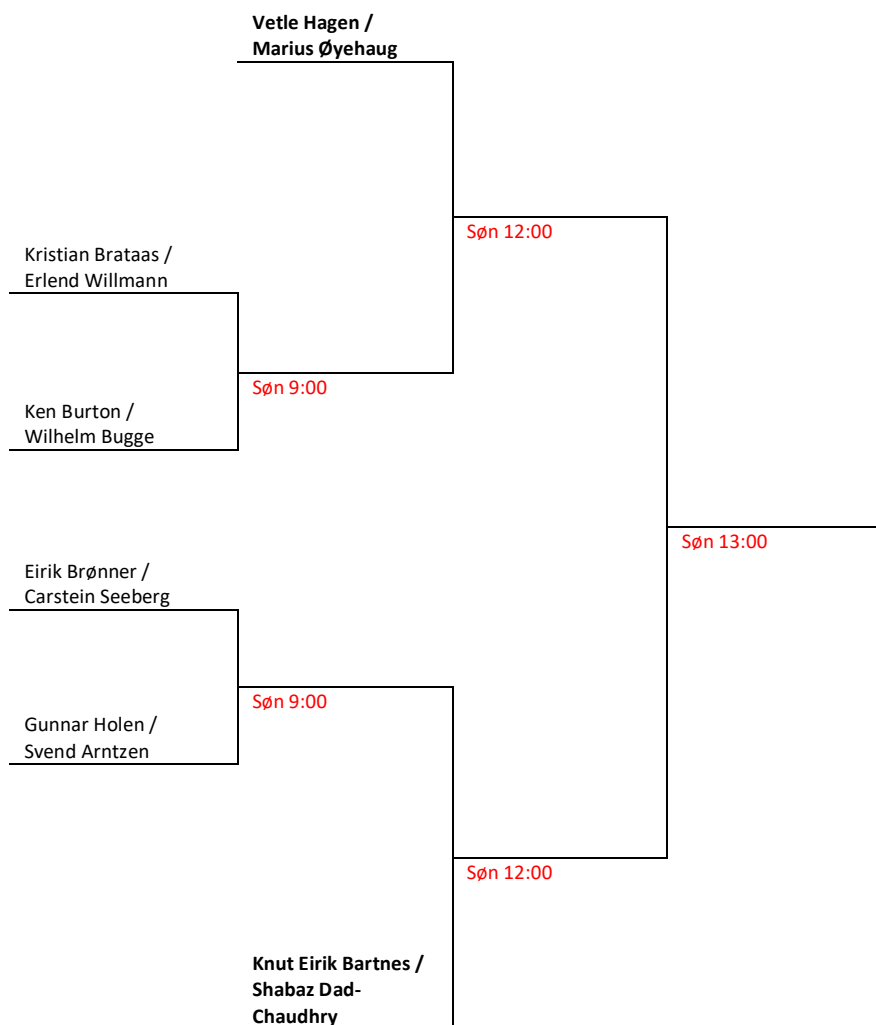 Vetle Hagen /
Marius Øyehaug
Søn 12:00
Kristian Brataas /
Erlend Willmann
Søn 9:00
Ken Burton /
Wilhelm Bugge
Søn 13:00
Eirik Brønner /
Carstein Seeberg
Søn 9:00
Gunnar Holen /
Svend Arntzen
Søn 12:00
Knut Eirik Bartnes /
Shabaz Dad-
Chaudhry